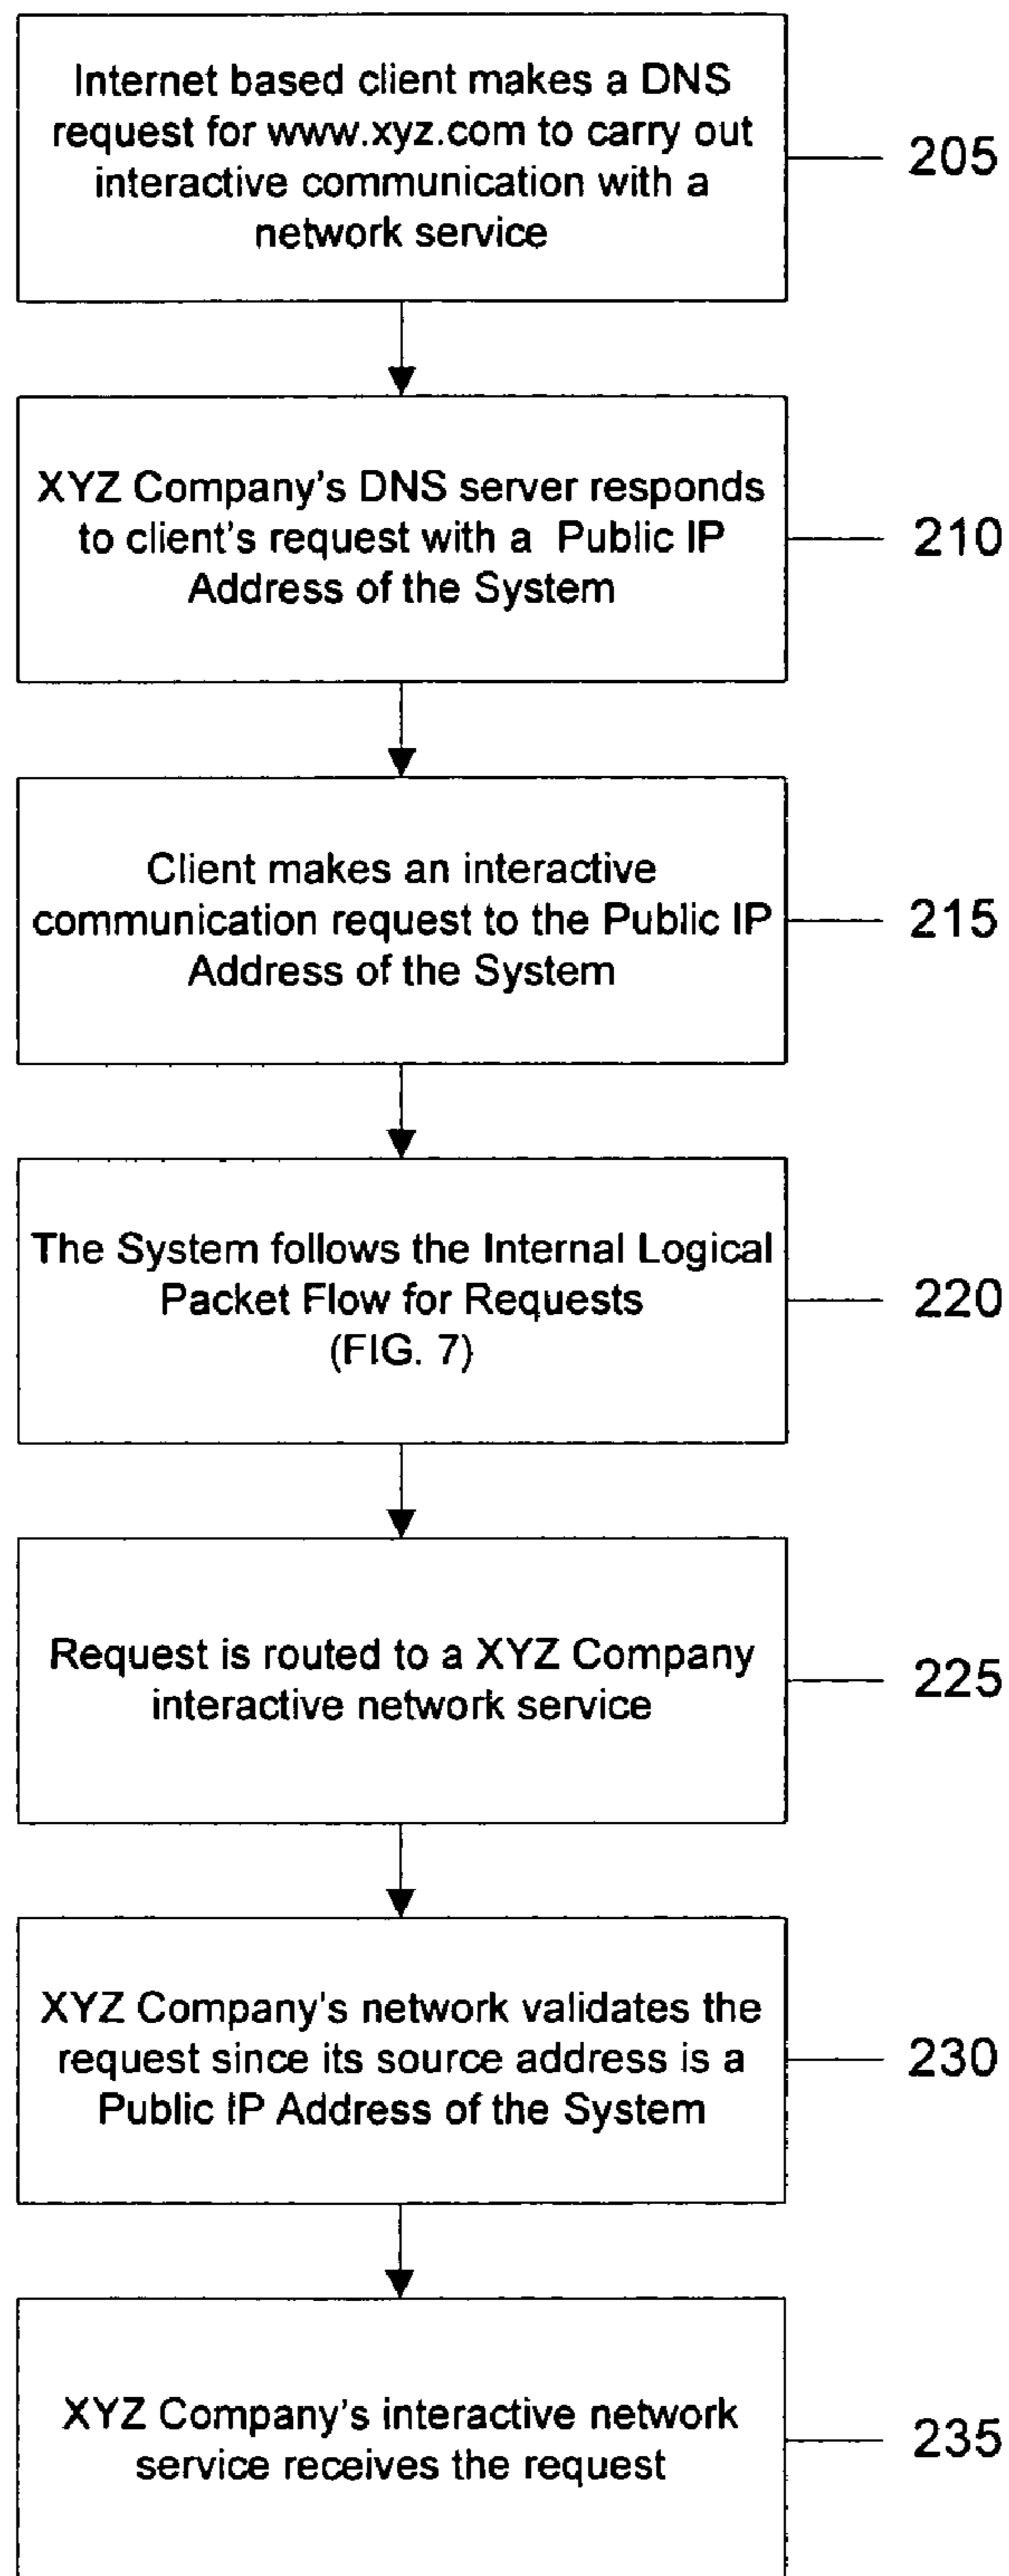 Internet based client makes a DNS
request for www.xyz.com to carry out
interactive communication with a
network service
205
XYZ Company's DNS server responds
to client's request with a Public IP
Address of the System
210
Client makes an interactive
communication request to the Public IP
Address of the System
215
The System follows the Internal Logical
Packet Flow for Requests
(FIG. 7)
220
Request is routed to a XYZ Company
interactive network service
225
XYZ Company's network validates the
request since its source address is a
Public IP Address of the System
230
XYZ Company's interactive network
service receives the request
235